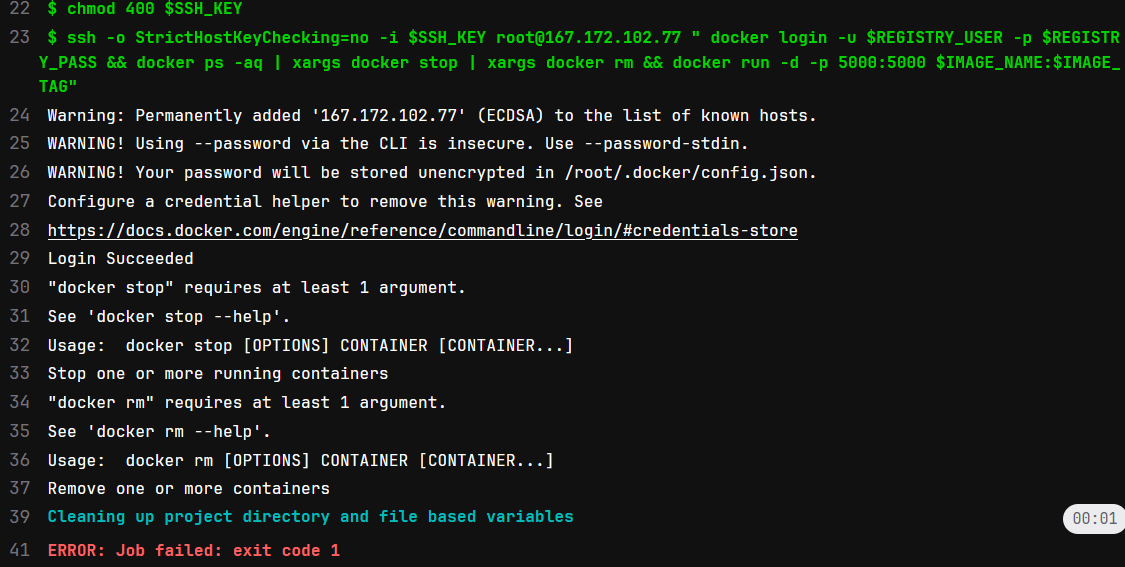 22 $ chmod 400 $SSH_KEY
23 $ ssh -o StrictHostKeyChecking=no -i $SSH_KEY root@167.172.102.77 " docker login -u $REGISTRY_USER -p $REGISTR
Y_PASS && docker ps -aq | xargs docker stop | xargs docker rm && docker run -d -p 5000:5000 $IMAGE_NAME:$IMAGE_
TAG"
24 Warning: Permanently added '167.172.102.77' (ECDSA) to the list of known hosts.
25 WARNING! Using --password via the CLI is insecure. Use --password-stdin.
26 WARNING! Your password will be stored unencrypted in /root/.docker/config.json.
27 Configure a credential helper to remove this warning. See
28 https://docs.docker.com/engine/reference/commandline/login/#credentials-store
29 Login Succeeded
30 "docker stop" requires at least 1 argument.
31 See 'docker stop --help'.
32 Usage:  docker stop [OPTIONS] CONTAINER [CONTAINER...]
33 Stop one or more running containers
34 "docker rm" requires at least 1 argument.
35 See 'docker rm --help'.
36 Usage:  docker rm [OPTIONS] CONTAINER [CONTAINER...]
37 Remove one or more containers
39 Cleaning up project directory and file based variables
00:01
41 ERROR: Job failed: exit code 1